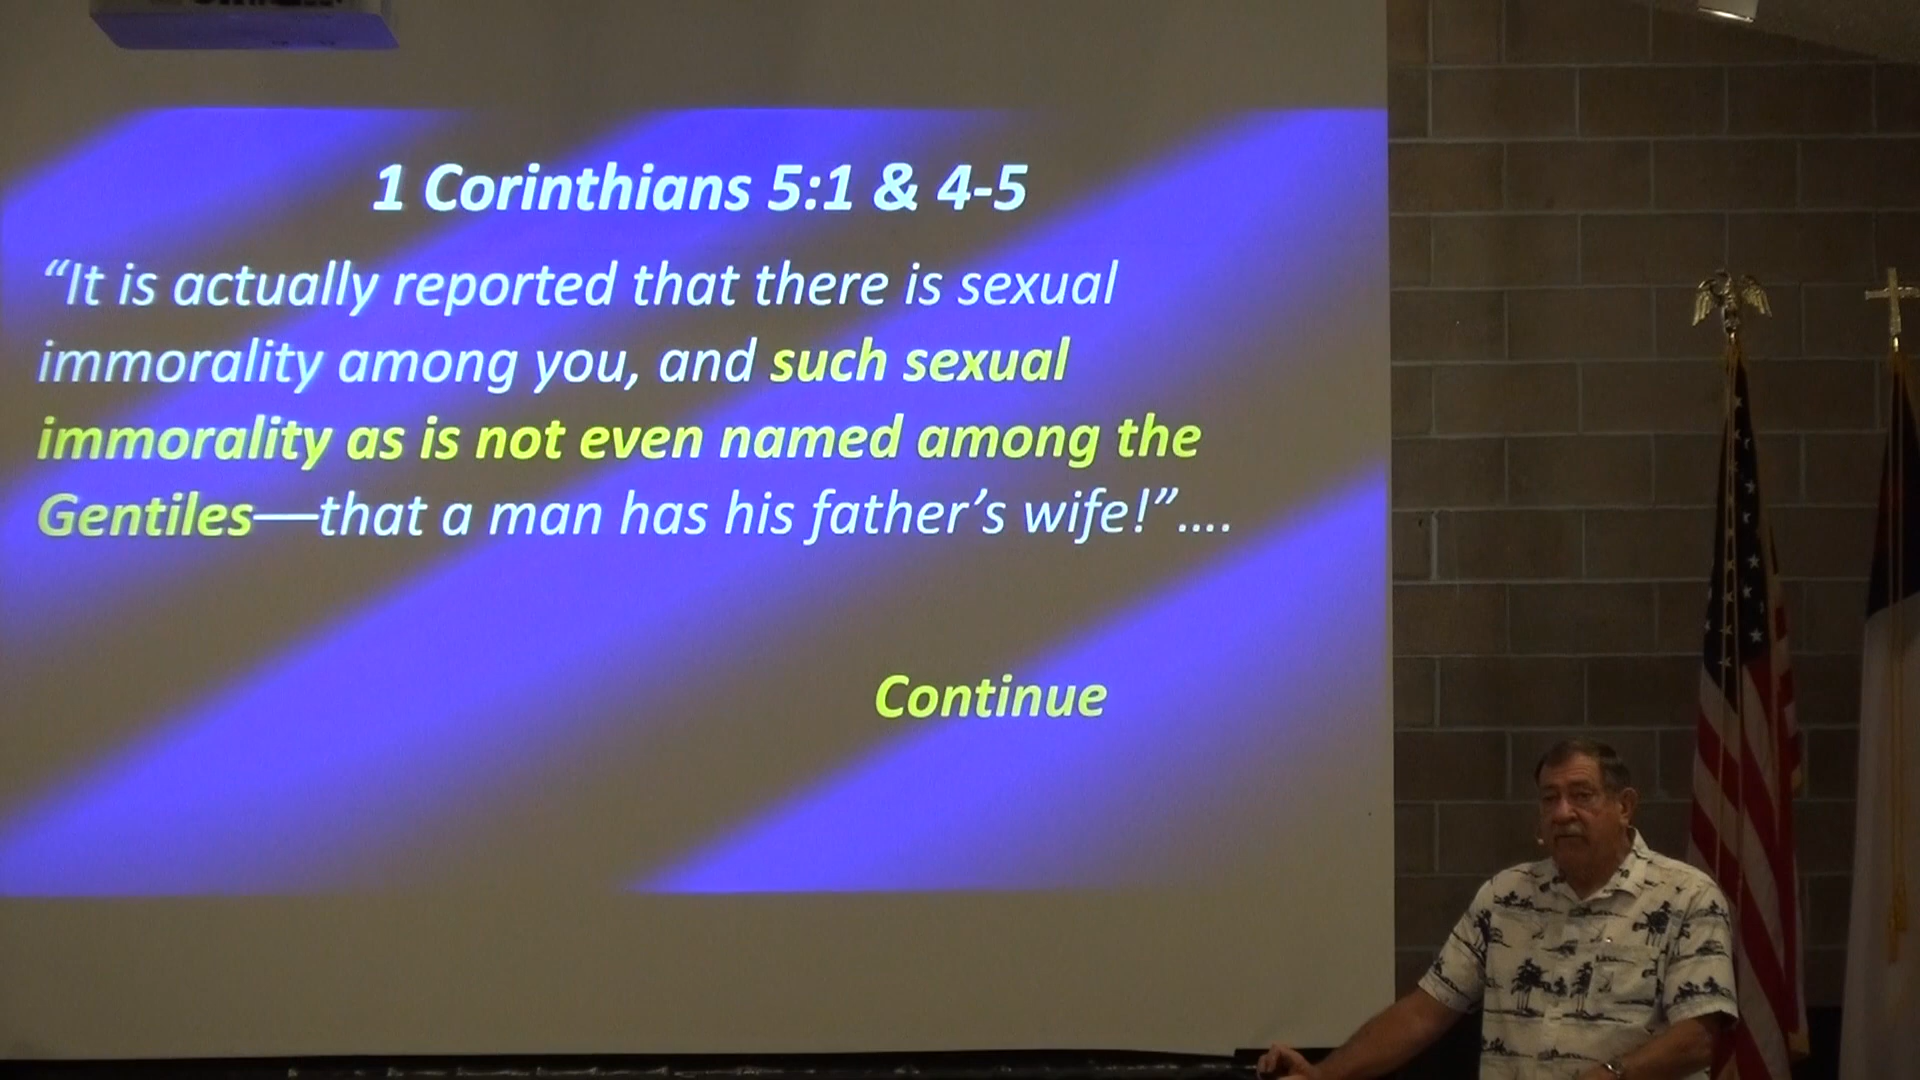 1 Corinthians 5:1 & 4-5
“It is actually reported that there is sexual
immorality among you, and such sexual
immorality as is not even named among the
Gentiles—that a man has his father’s wife!”....
Continue